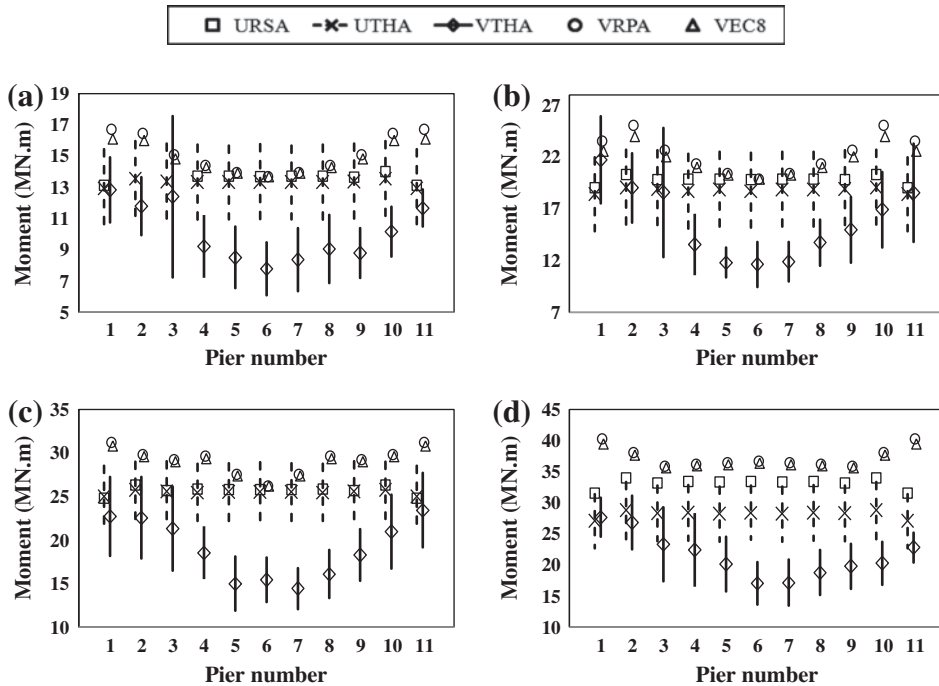 URSA UTHA VTHA VRPA VEC8
(a)
Moment (MN.m)
19
17
15
13
11
9
7
5
1 2 3 4 5 6 7 8 9 10 11
Pier number
(b)
Moment (MN.m)
27
22
17
12
7
1 2 3 4 5 6 7 8 9 10 11
Pier number
(c)
Moment (MN.m)
35
30
25
20
15
10
1 2 3 4 5 6 7 8 9 10 11
Pier number
(d)
Moment (MN.m)
45
40
35
30
25
20
15
10
1 2 3 4 5 6 7 8 9 10 11
Pier number